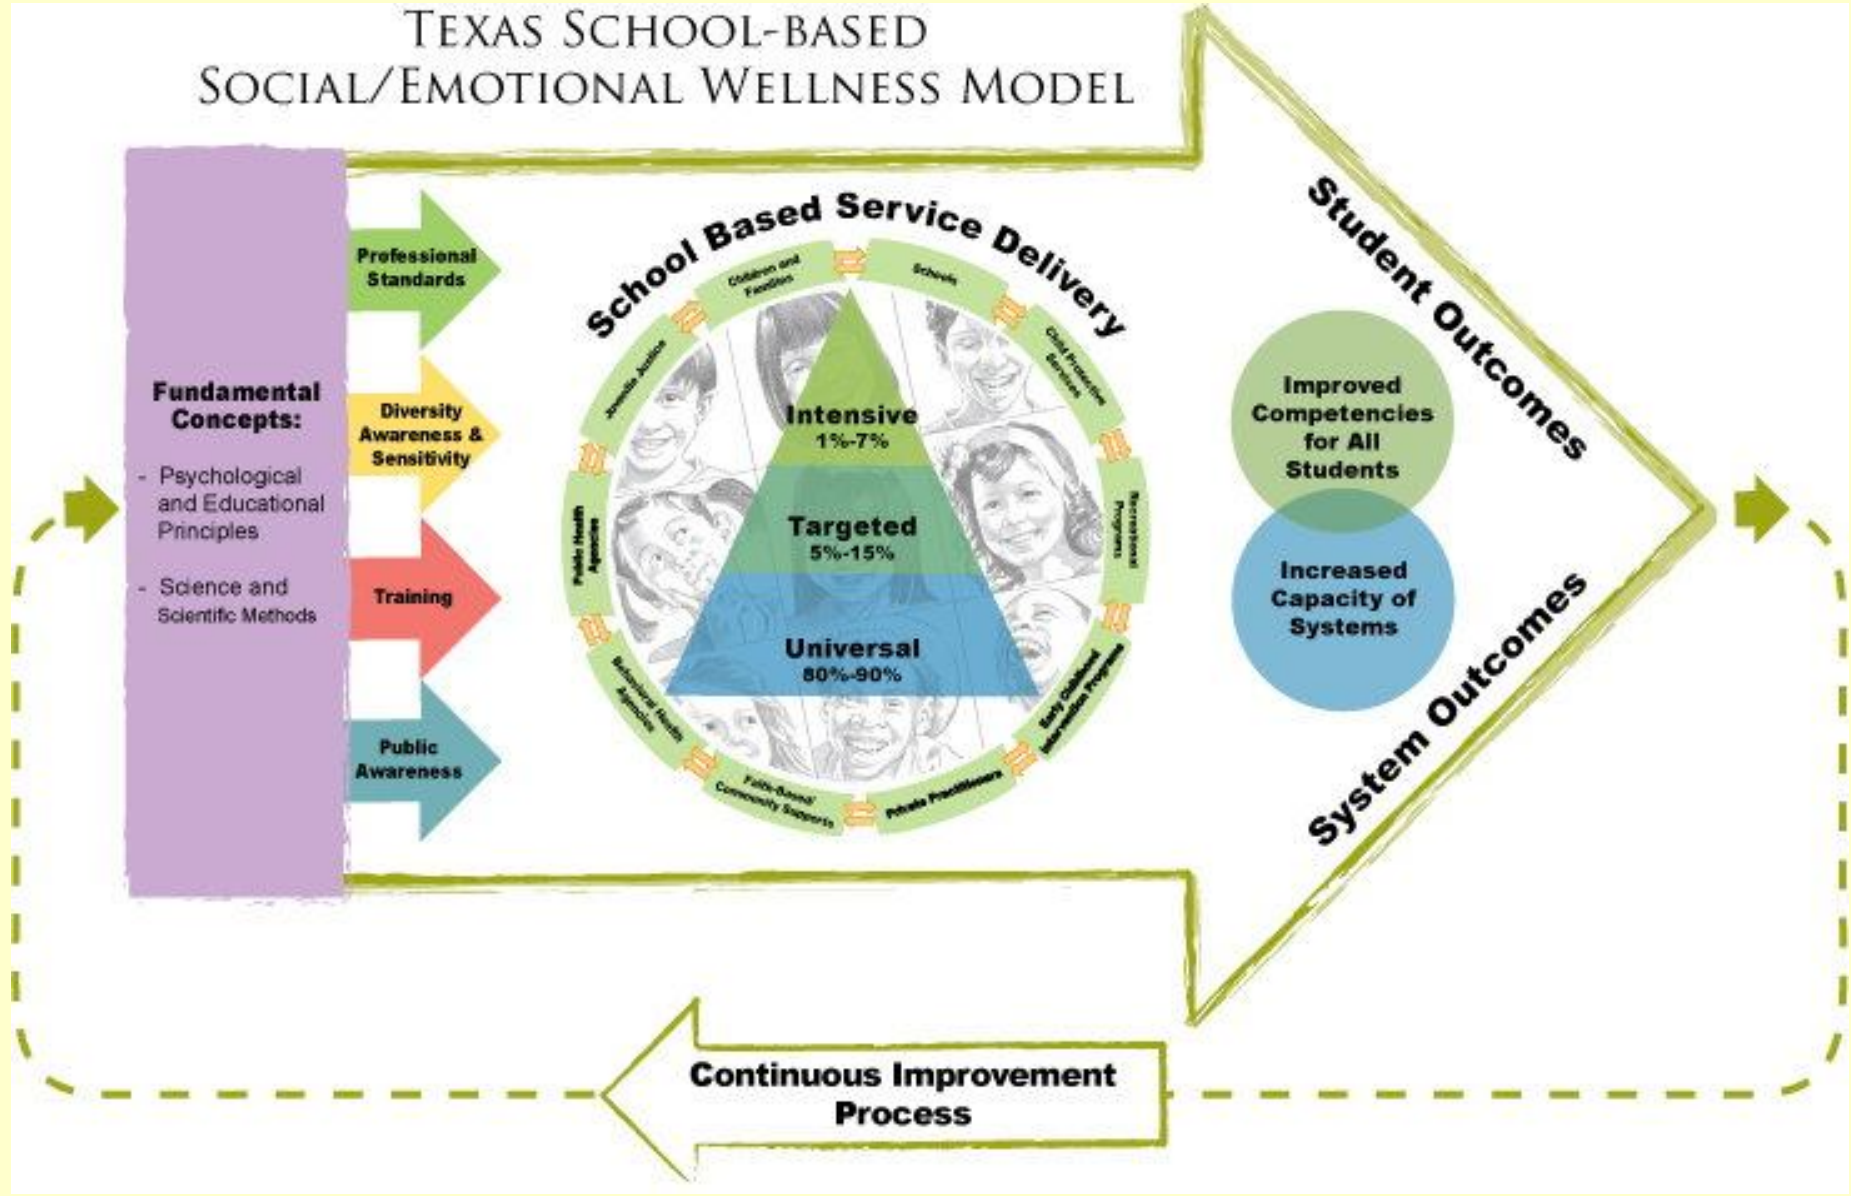 TEXAS SCHOOL-BASED
SOCIAL/EMOTIONAL WELLNESS MODEL
Fundamental
Concepts:
- Psychological
and Educational
Principles
- Science and
Scientific Methods
Professional
Standards
Diversity
Awareness &
Sensitivity
Training
Public
Awareness
School Based Service Delivery
Children and
Families
Schools
Child Protective
Services
Recreational
Programs
Early Childhood
Intervention Programs
Private Practitioners
Faith-Based/
Community Supports
Behavioral Health
Agencies
Public Health
Agencies
Juvenile Justice
Intensive
1%-7%
Targeted
5%-15%
Universal
80%-90%
Improved
Competencies
for All
Students
Increased
Capacity of
Systems
Student Outcomes
System Outcomes
Continuous Improvement
Process